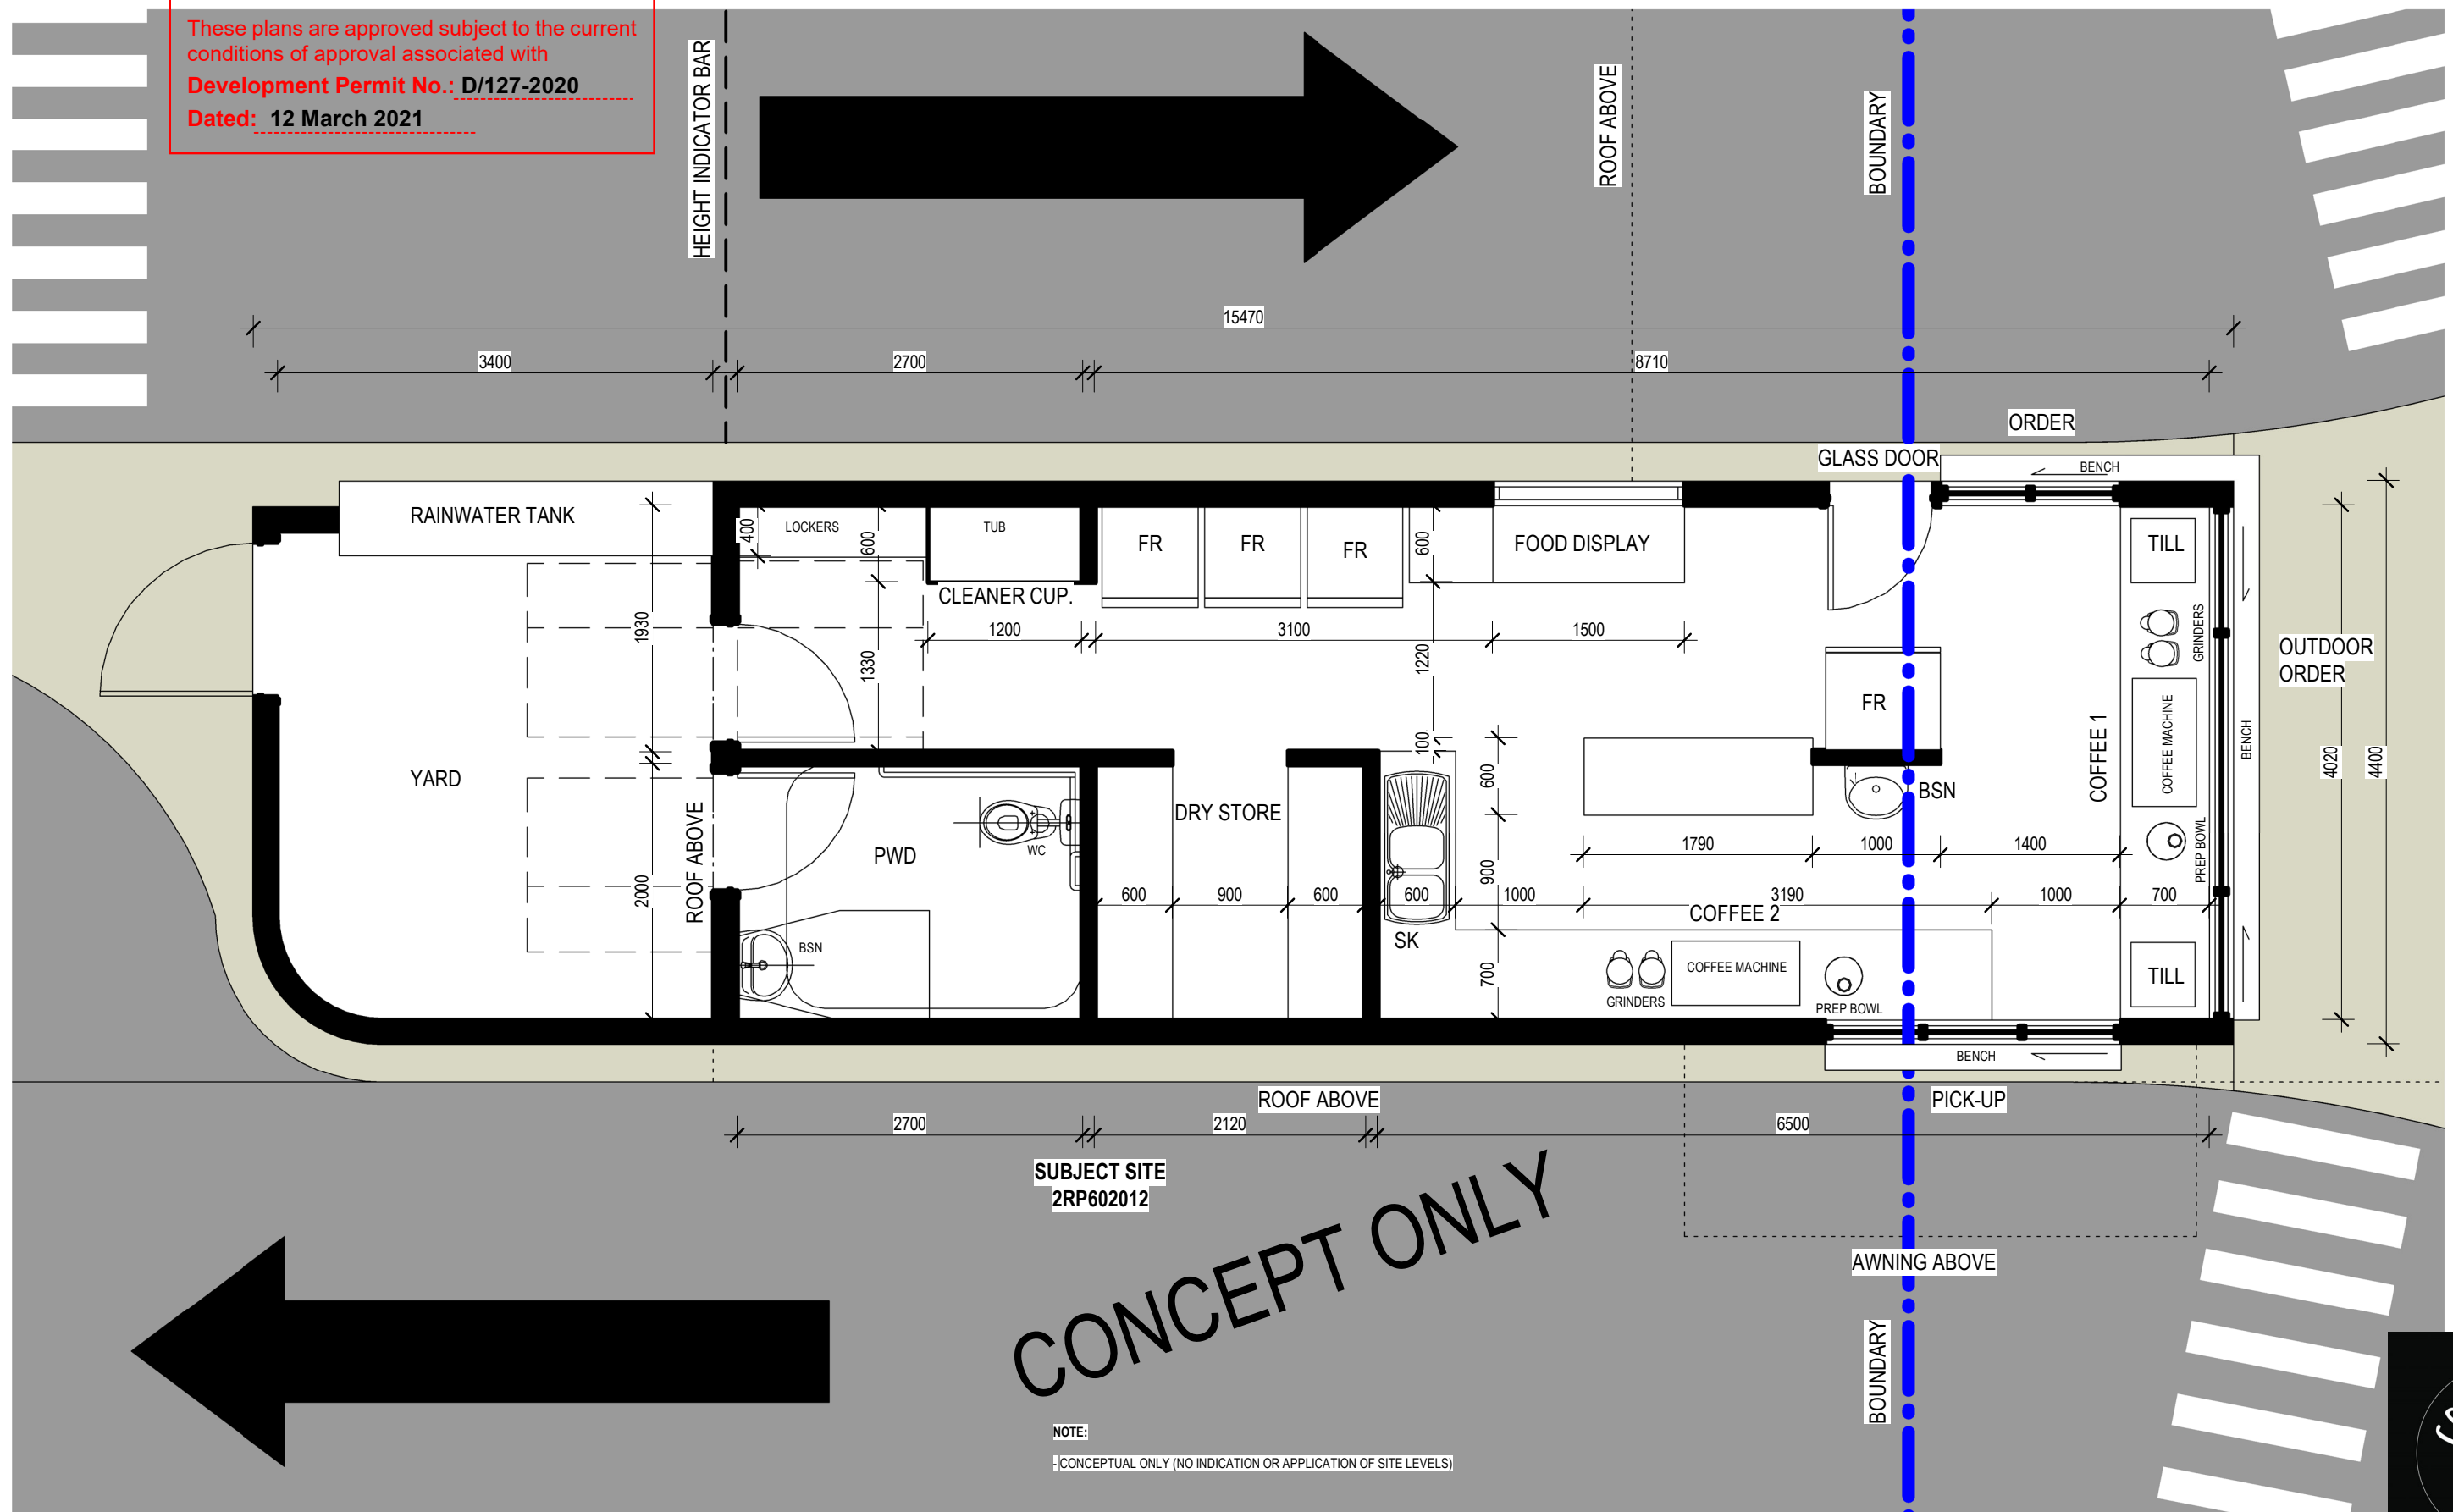 These plans are approved subject to the current
conditions of approval associated with
Development Permit No.: D/127-2020
Dated: 12 March 2021
HEIGHT INDICATOR BAR
ROOF ABOVE
BOUNDARY
15470
3400
2700
8710
ORDER
GLASS DOOR
BENCH
RAINWATER TANK
400
LOCKERS
600
TUB
FR
FR
FR
600
FOOD DISPLAY
TILL
CLEANER CUP.
GRINDERS
1930
1200
3100
1500
1330
1220
OUTDOOR
ORDER
FR
COFFEE 1
COFFEE MACHINE
BENCH
4020
4400
100
600
YARD
ROOF ABOVE
PWD
WC
DRY STORE
BSN
1790
1000
1400
PREP BOWL
2000
900
600
900
600
600
1000
3190
1000
700
COFFEE 2
SK
BSN
700
GRINDERS
COFFEE MACHINE
PREP BOWL
TILL
BENCH
ROOF ABOVE
PICK-UP
2700
2120
6500
SUBJECT SITE
2RP602012
CONCEPT ONLY
AWNING ABOVE
BOUNDARY
NOTE:
- CONCEPTUAL ONLY (NO INDICATION OR APPLICATION OF SITE LEVELS)